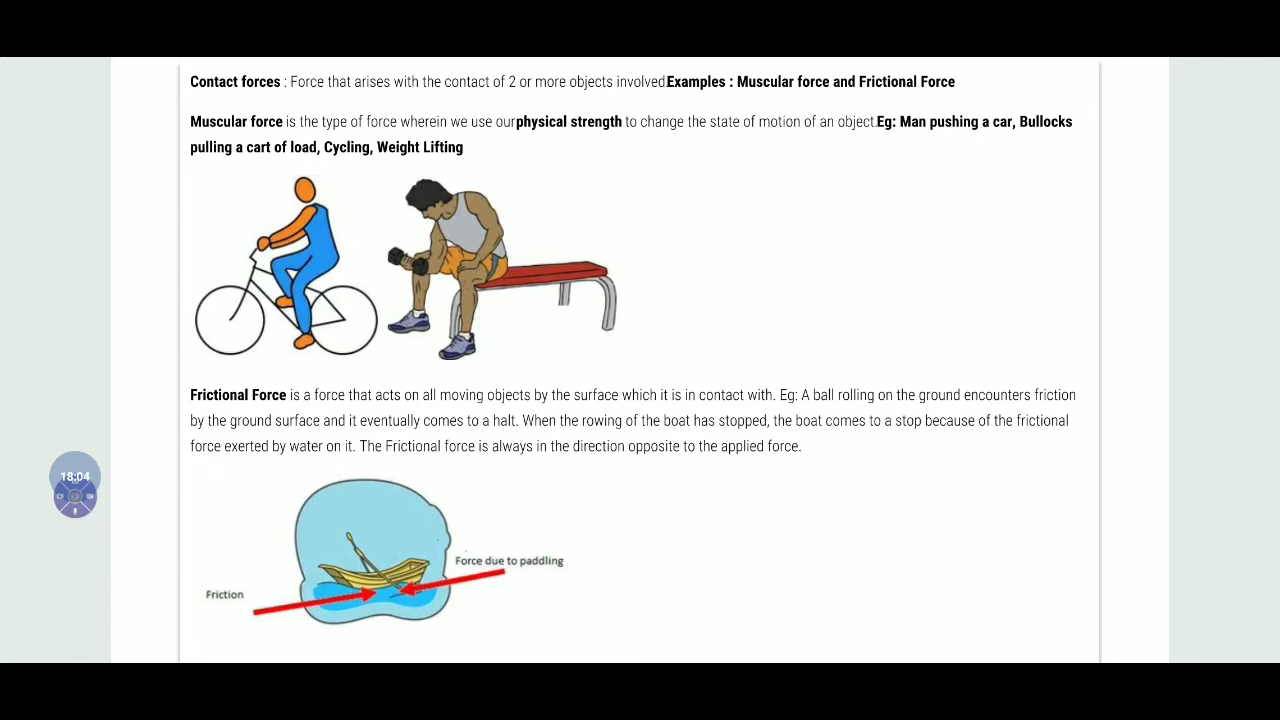 Contact forces : Force that arises with the contact of 2 or more objects involved.Examples : Muscular force and Frictional Force
Muscular force is the type of force wherein we use our physical strength to change the state of motion of an object.Eg: Man pushing a car, Bullocks
pulling a cart of load, Cycling, Weight Lifting
Frictional Force is a force that acts on all moving objects by the surface which it is in contact with. Eg: A ball rolling on the ground encounters friction
by the ground surface and it eventually comes to a halt. When the rowing of the boat has stopped, the boat comes to a stop because of the frictional
force exerted by water on it. The Frictional force is always in the direction opposite to the applied force.
18:04
Force due to paddling
Friction